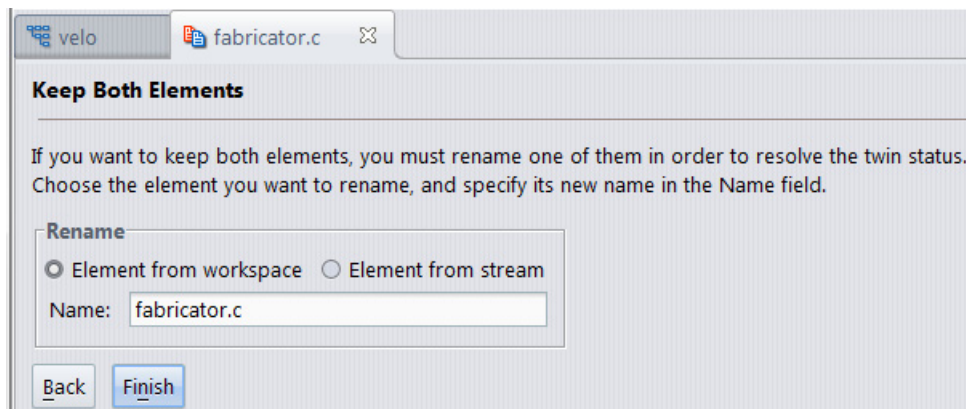 velo
fabricator.c
Keep Both Elements
If you want to keep both elements, you must rename one of them in order to resolve the twin status.
Choose the element you want to rename, and specify its new name in the Name field.
Rename
Element from workspace Element from stream
Name: fabricator.c
Back Finish